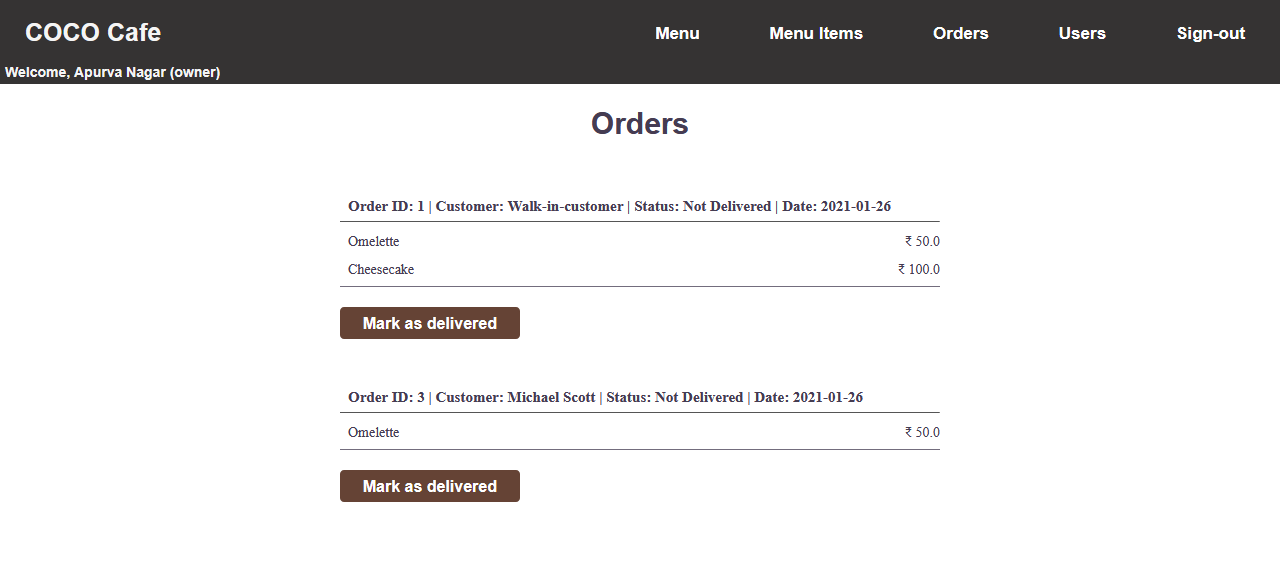 COCO Cafe
Menu Menu Items Orders Users Sign-out
Welcome, Apurva Nagar (owner)
Orders
Order ID: 1 | Customer: Walk-in-customer | Status: Not Delivered | Date: 2021-01-26
Omelette ₹ 50.0
Cheesecake ₹ 100.0
Mark as delivered
Order ID: 3 | Customer: Michael Scott | Status: Not Delivered | Date: 2021-01-26
Omelette ₹ 50.0
Mark as delivered